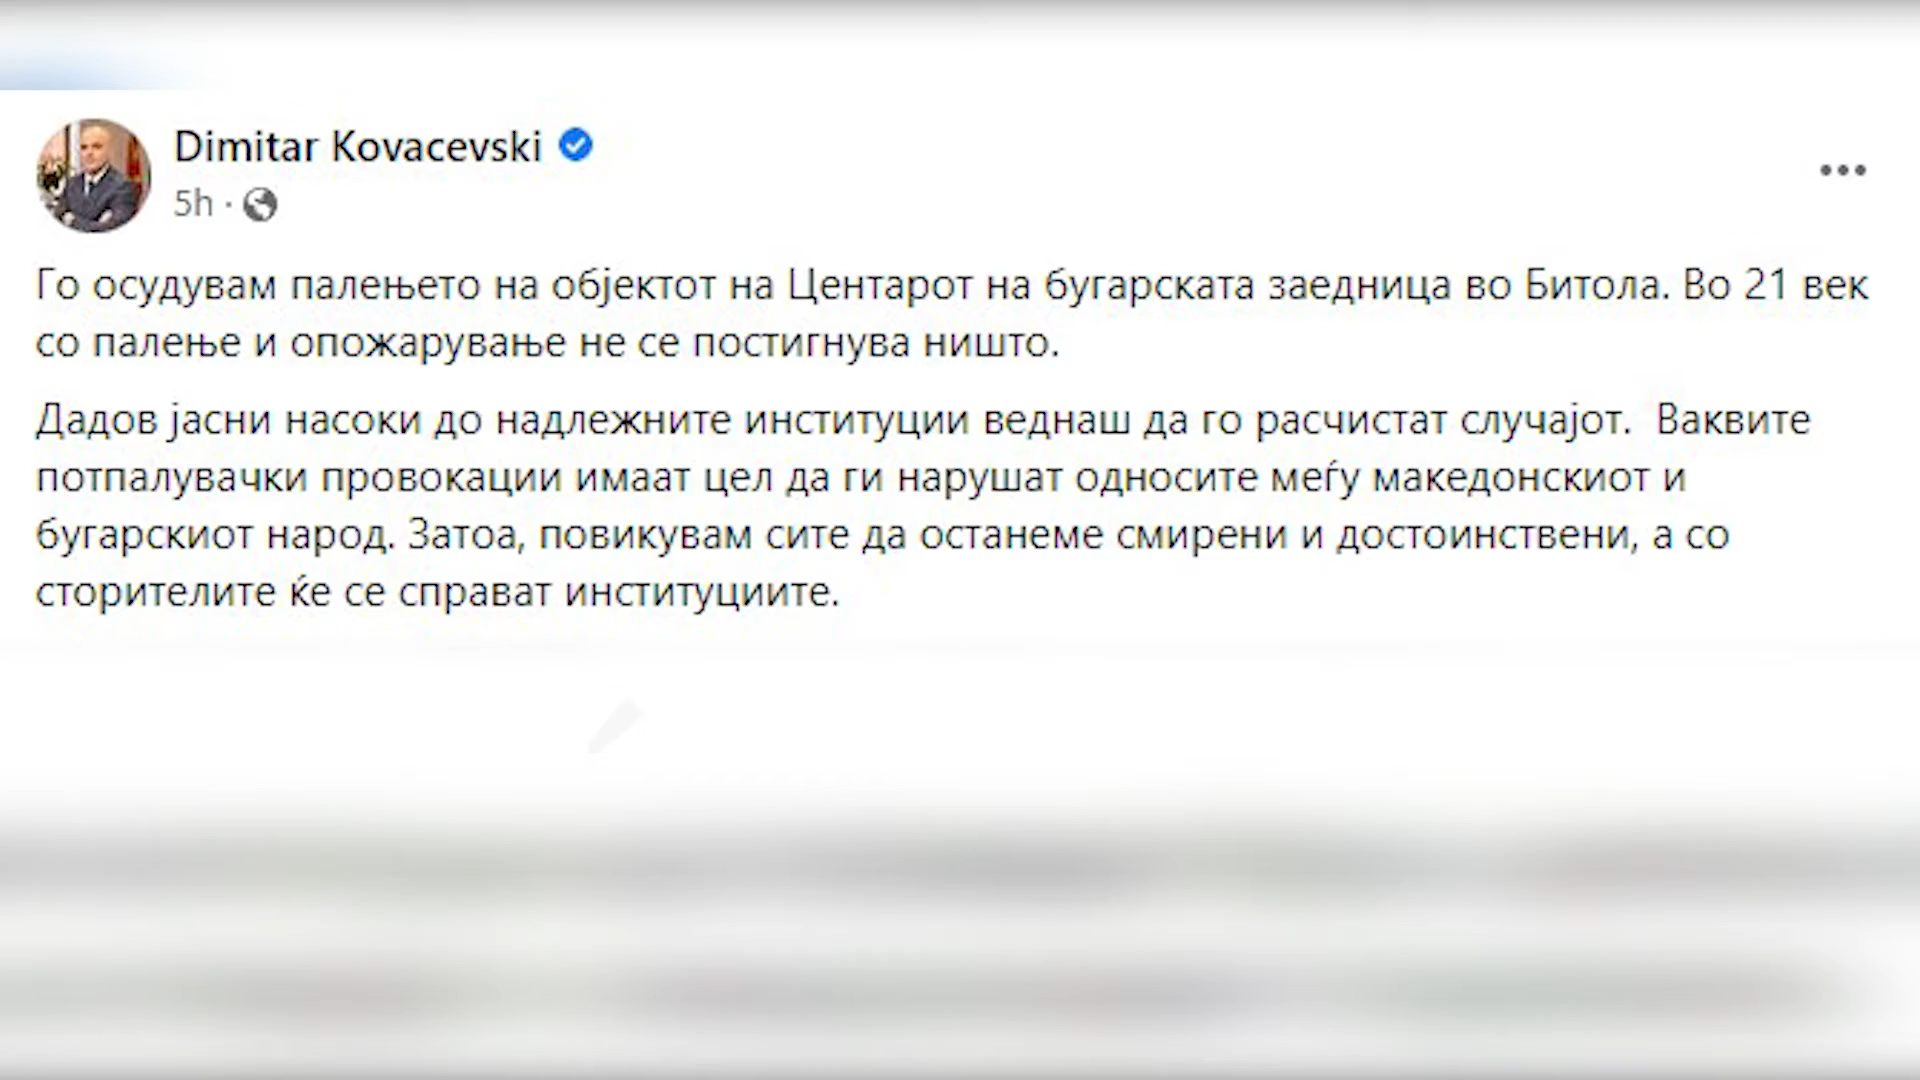 Dimitar Kovacevski
5h ·
Го осудувам палењето на објектот на Центарот на бугарската заедница во Битола. Во 21 век
со палење и опожарување не се постигнува ништо.
Дадов јасни насоки до надлежните институции веднаш да го расчистат случајот. Ваквите
потпалувачки провокации имаат цел да ги нарушат односите меѓу македонскиот и
бугарскиот народ. Затоа, повикувам сите да останеме смирени и достоинствени, а со
сторителите ќе се справат институциите.